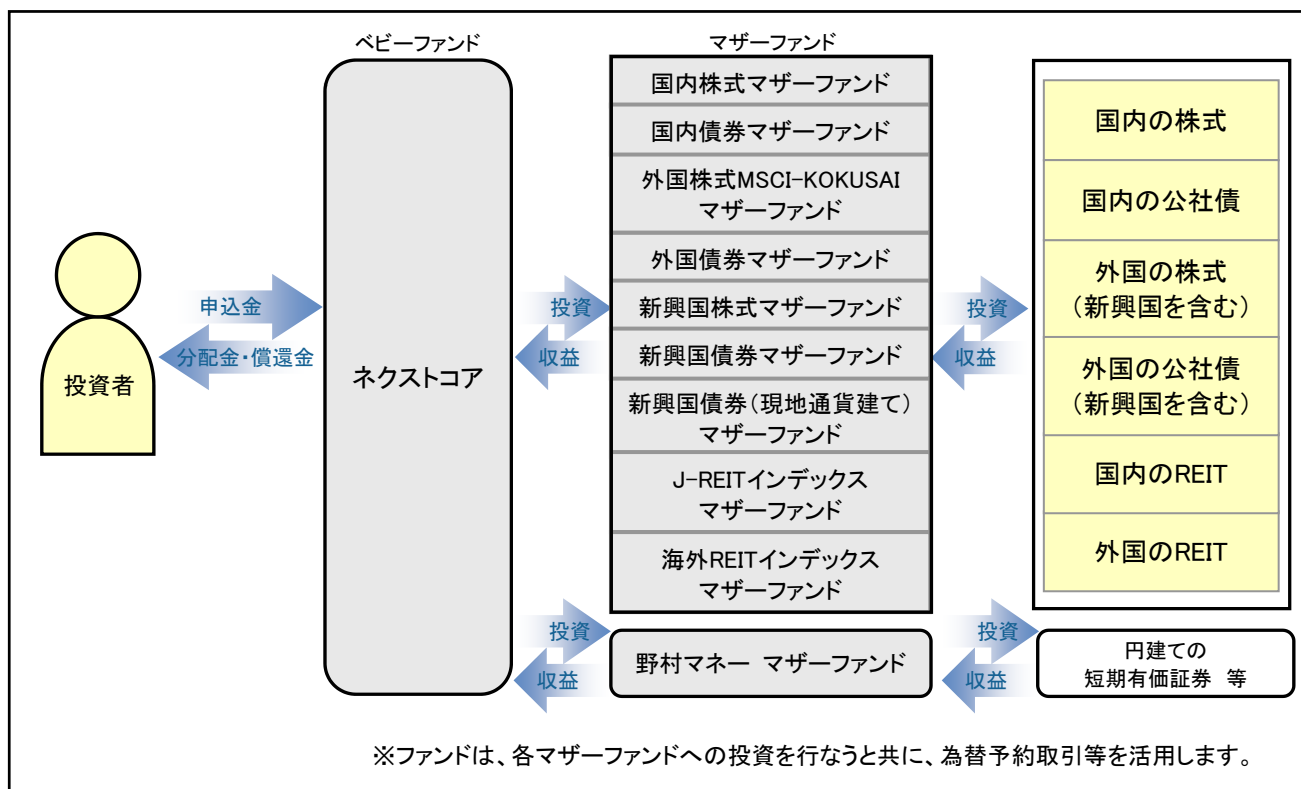 ベビーファンド
マザーファンド
投資者
申込金
分配金・償還金
ネクストコア
投資
収益
国内株式マザーファンド
国内債券マザーファンド
外国株式MSCI-KOKUSAI
マザーファンド
外国債券マザーファンド
新興国株式マザーファンド
新興国債券マザーファンド
新興国債券(現地通貨建て)
マザーファンド
J-REITインデックス
マザーファンド
海外REITインデックス
マザーファンド
投資
収益
国内の株式
国内の公社債
外国の株式
(新興国を含む)
外国の公社債
(新興国を含む)
国内のREIT
外国のREIT
投資
収益
野村マネー マザーファンド
投資
収益
円建ての
短期有価証券 等
※ファンドは、各マザーファンドへの投資を行なうと共に、為替予約取引等を活用します。